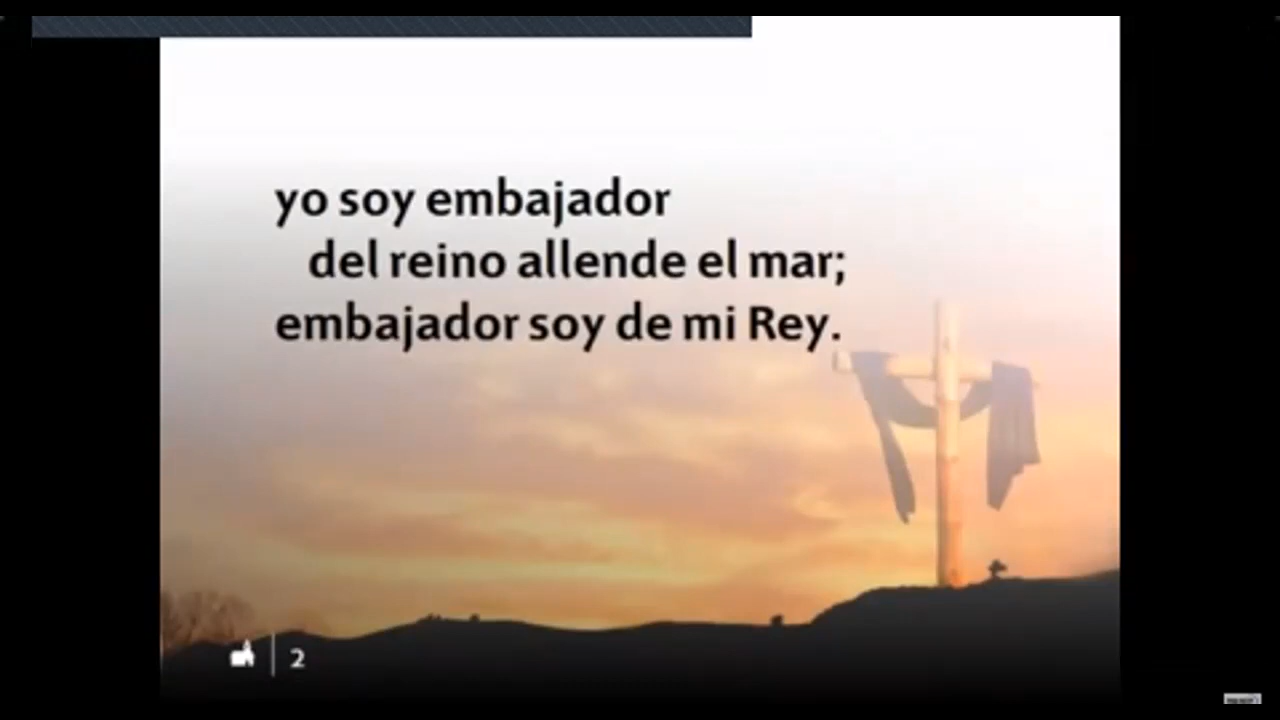 yo soy embajador
del reino allende el mar;
embajador soy de mi Rey.
2